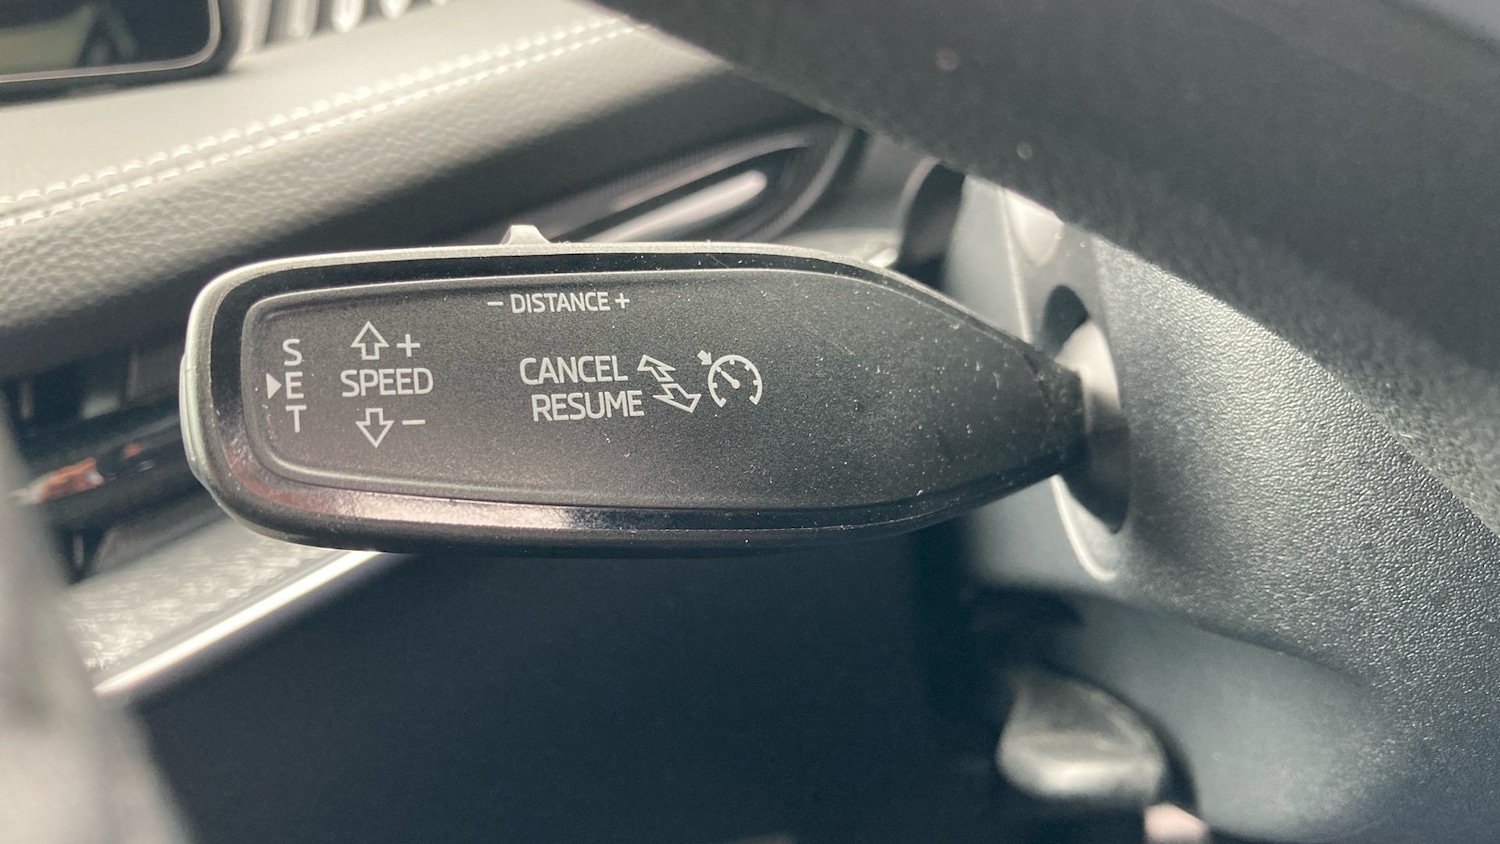 − DISTANCE +
SET
+
SPEED
−
CANCEL
RESUME